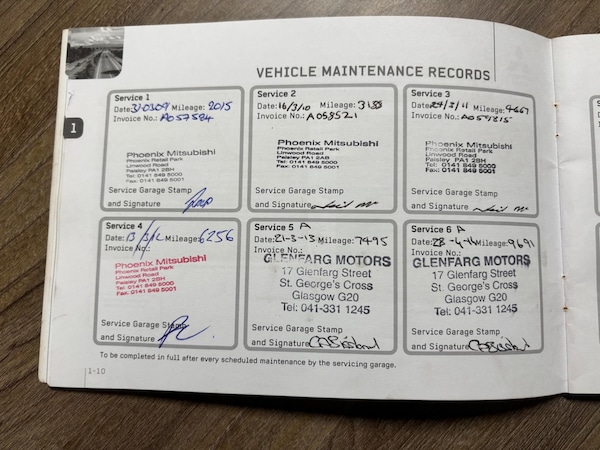 VEHICLE MAINTENANCE RECORDS
1
Service 1
Date: 31.03.09 Mileage: 2015
Invoice No.: A057584
Phoenix Mitsubishi
Phoenix Retail Park
Linwood Road
Paisley PA1 2BH
Tel: 0141 849 5000
Fax: 0141 849 5001
Service Garage Stamp
and Signature
Service 2
Date: 16/3/10 Mileage: 3188
Invoice No.: A058521
Phoenix Mitsubishi
Phoenix Retail Park
Linwood Road
Paisley PA1 2AB
Tel: 0141 849 5000
Fax: 0141 849 5001
Service Garage Stamp
and Signature
Service 3
Date: Mileage: 4667
Invoice No.:
Phoenix Mitsubishi
Phoenix Retail Park
Linwood Road
Paisley PA1 2BH
Tel: 0141 849 5000
Fax: 0141 849 5001
Service Garage Stamp
and Signature
Service 4
Date: 13/3/12 Mileage: 6256
Invoice No:
Phoenix Mitsubishi
Phoenix Retail Park
Linwood Road
Paisley PA1 2BH
Tel: 0141 849 5000
Fax: 0141 849 5001
Service Garage Stamp
and Signature
Service 5 A
Date: 21-3-13 Mileage: 7495
Invoice No.:
GLENFARG MOTORS
17 Glenfarg Street
St. George's Cross
Glasgow G20
Tel: 041-331 1245
Service Garage Stamp
and Signature
Service 6 A
Date: 28-4-14 Mileage: 9691
Invoice No.:
GLENFARG MOTORS
17 Glenfarg Street
St. George's Cross
Glasgow G20
Tel: 041-331 1245
Service Garage Stamp
and Signature
To be completed in full after every scheduled maintenance by the servicing garage.
1-10